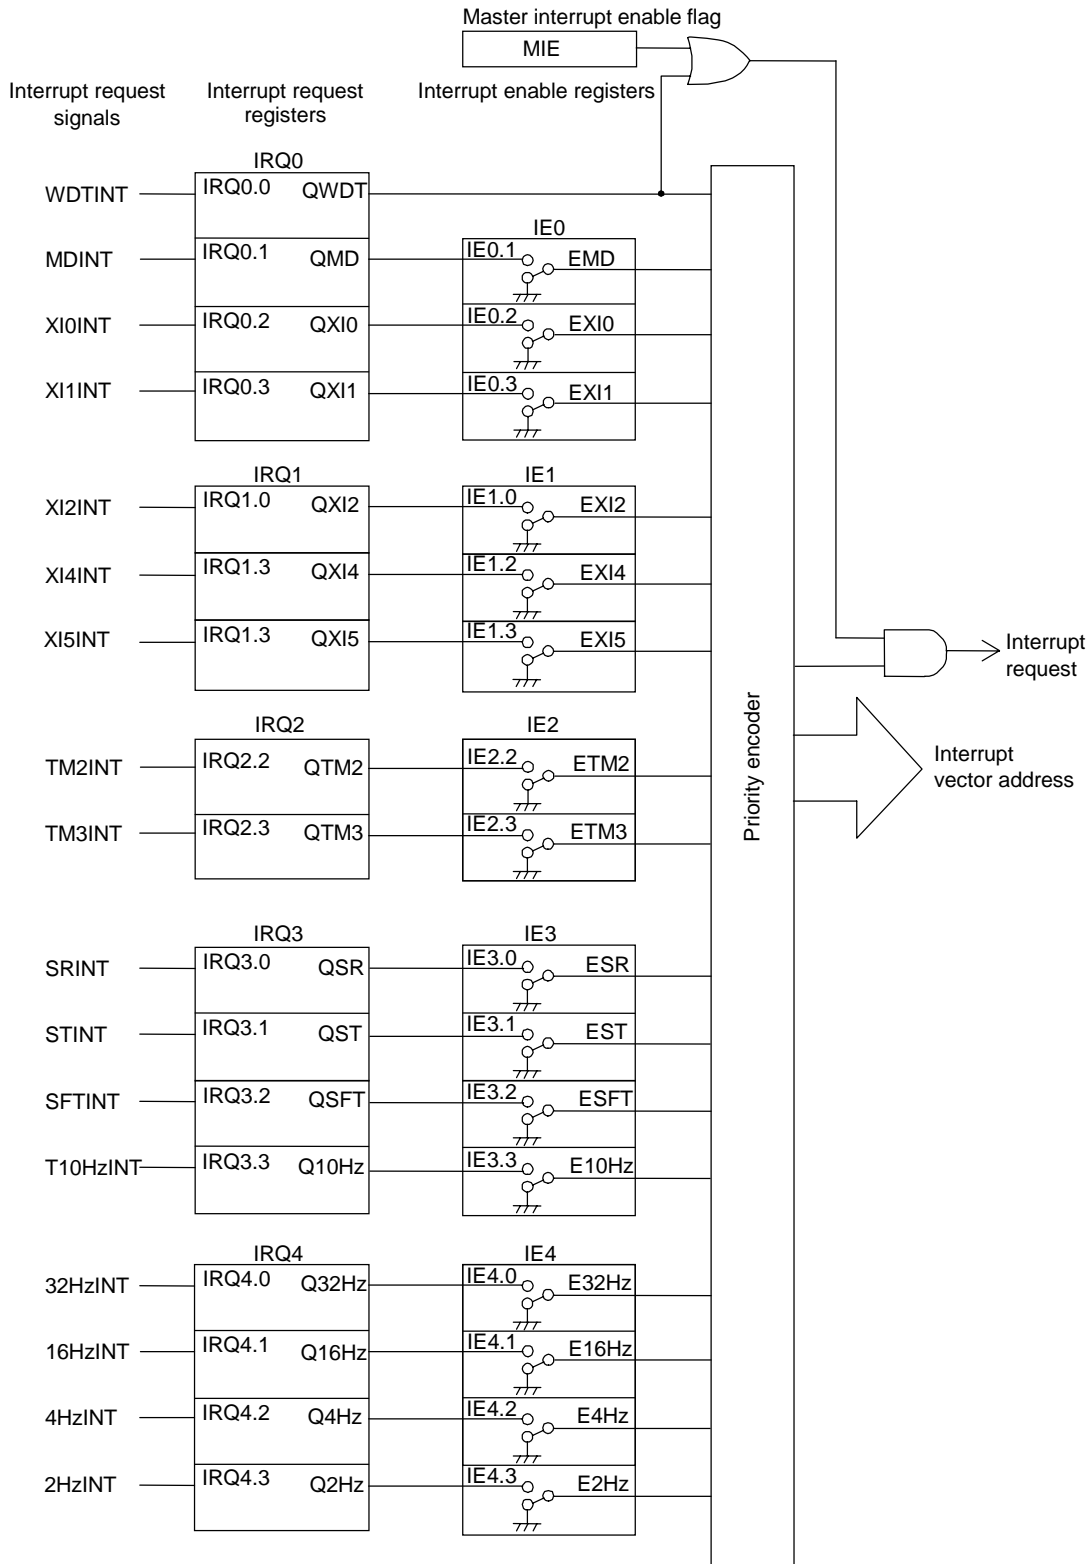 Master interrupt enable flag
MIE
Interrupt request signals
Interrupt request registers
Interrupt enable registers
IRQ0
WDTINT IRQ0.0 QWDT
IE0
MDINT IRQ0.1 QMD IE0.1 EMD
XI0INT IRQ0.2 QXI0 IE0.2 EXI0
XI1INT IRQ0.3 QXI1 IE0.3 EXI1
IRQ1 IE1
XI2INT IRQ1.0 QXI2 IE1.0 EXI2
XI4INT IRQ1.3 QXI4 IE1.2 EXI4
XI5INT IRQ1.3 QXI5 IE1.3 EXI5
Interrupt request
Priority encoder
IRQ2 IE2
TM2INT IRQ2.2 QTM2 IE2.2 ETM2
Interrupt vector address
TM3INT IRQ2.3 QTM3 IE2.3 ETM3
IRQ3 IE3
SRINT IRQ3.0 QSR IE3.0 ESR
STINT IRQ3.1 QST IE3.1 EST
SFTINT IRQ3.2 QSFT IE3.2 ESFT
T10HzINT IRQ3.3 Q10Hz IE3.3 E10Hz
IRQ4 IE4
32HzINT IRQ4.0 Q32Hz IE4.0 E32Hz
16HzINT IRQ4.1 Q16Hz IE4.1 E16Hz
4HzINT IRQ4.2 Q4Hz IE4.2 E4Hz
2HzINT IRQ4.3 Q2Hz IE4.3 E2Hz